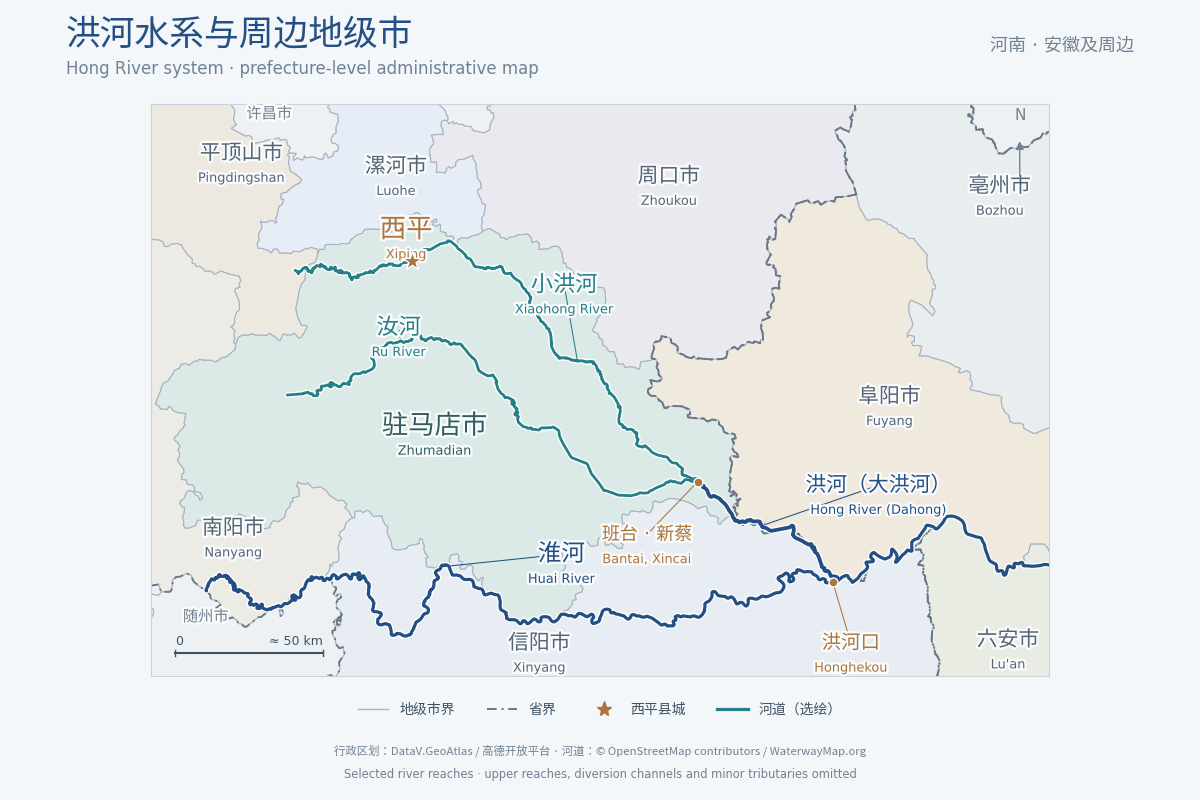 洪河水系与周边地级市
Hong River system · prefecture-level administrative map
河南 · 安徽及周边
许昌市
N
平顶山市
Pingdingshan
漯河市
Luohe
周口市
Zhoukou
亳州市
Bozhou
西平
Xiping
小洪河
Xiaohong River
汝河
Ru River
阜阳市
Fuyang
驻马店市
Zhumadian
洪河（大洪河）
Hong River (Dahong)
南阳市
Nanyang
班台 · 新蔡
Bantai, Xincai
淮河
Huai River
随州市
0
≈ 50 km
信阳市
Xinyang
洪河口
Honghekou
六安市
Lu'an
地级市界
省界
西平县城
河道（选绘）
行政区划：DataV.GeoAtlas / 高德开放平台 · 河道：© OpenStreetMap contributors / WaterwayMap.org
Selected river reaches · upper reaches, diversion channels and minor tributaries omitted